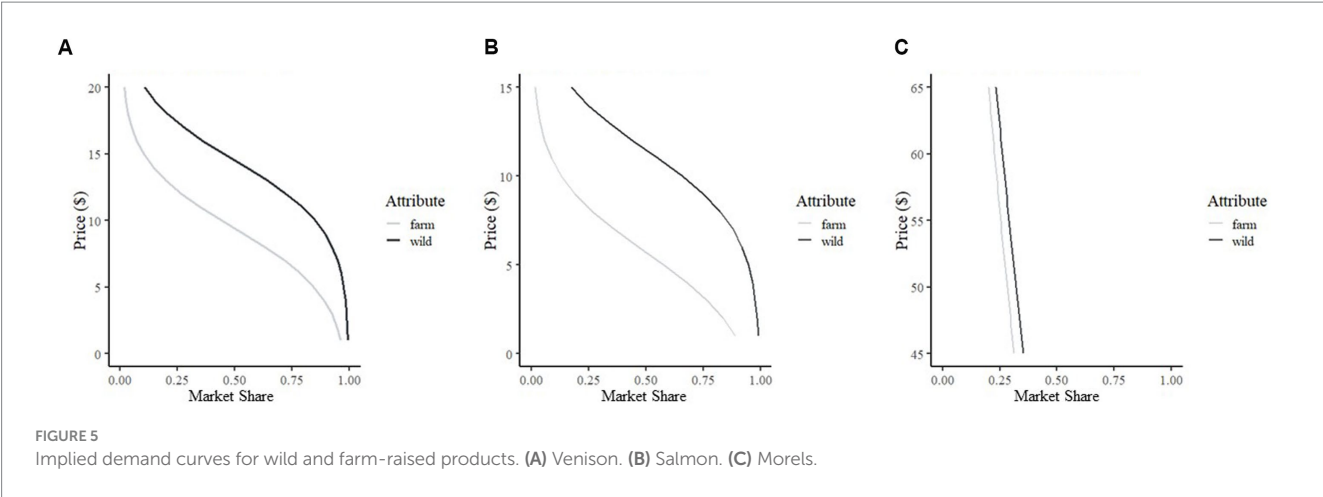 A
20
15
10
5
0
Price ($)
0.00 0.25 0.50 0.75 1.00
Market Share
Attribute
farm
wild
B
15
10
5
0
Price ($)
0.00 0.25 0.50 0.75 1.00
Market Share
Attribute
farm
wild
C
65
60
55
50
45
Price ($)
0.00 0.25 0.50 0.75 1.00
Market Share
Attribute
farm
wild
FIGURE 5
Implied demand curves for wild and farm-raised products. (A) Venison. (B) Salmon. (C) Morels.